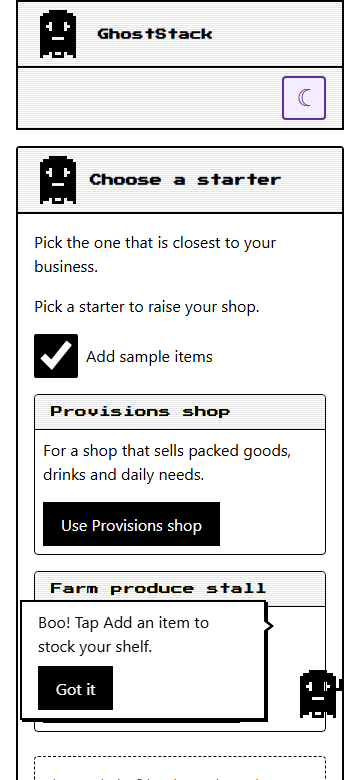 GhostStack
Choose a starter
Pick the one that is closest to your
business.
Pick a starter to raise your shop.
Add sample items
Provisions shop
For a shop that sells packed goods,
drinks and daily needs.
Use Provisions shop
Farm produce stall
Boo! Tap Add an item to
stock your shelf.
Got it